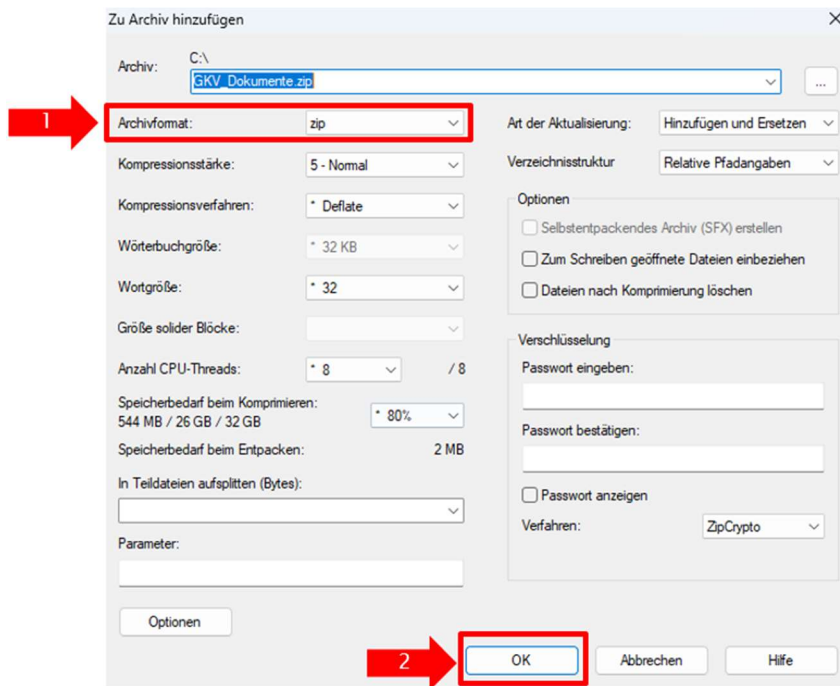 Zu Archiv hinzufügen
Archiv:
C:\
GKV_Dokumente.zip
...
1
Archivformat:
zip
Kompressionsstärke:
5 - Normal
Kompressionsverfahren:
* Deflate
Wörterbuchgröße:
* 32 KB
Wortgröße:
* 32
Größe solider Blöcke:
Anzahl CPU-Threads:
* 8
/ 8
Speicherbedarf beim Komprimieren:
544 MB / 26 GB / 32 GB
* 80%
Speicherbedarf beim Entpacken:
2 MB
In Teildateien aufsplitten (Bytes):
Parameter:
Optionen
Art der Aktualisierung:
Hinzufügen und Ersetzen
Verzeichnisstruktur
Relative Pfadangaben
Optionen
Selbstentpackendes Archiv (SFX) erstellen
Zum Schreiben geöffnete Dateien einbeziehen
Dateien nach Komprimierung löschen
Verschlüsselung
Passwort eingeben:
Passwort bestätigen:
Passwort anzeigen
Verfahren:
ZipCrypto
2
OK
Abbrechen
Hilfe